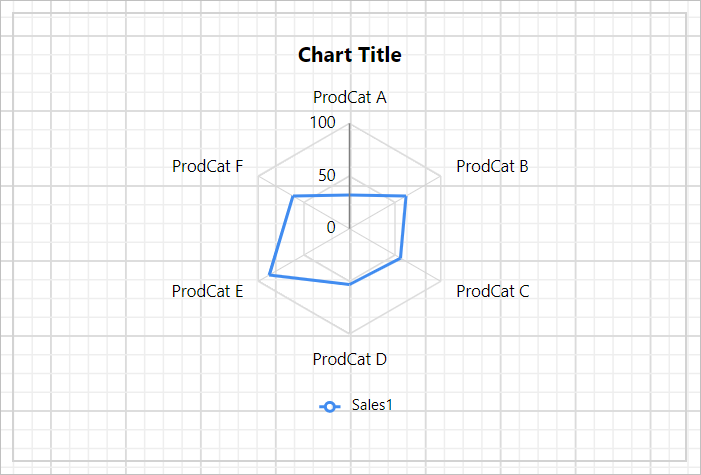 Chart Title
ProdCat A
100
ProdCat F
ProdCat B
50
0
ProdCat E
ProdCat C
ProdCat D
Sales1